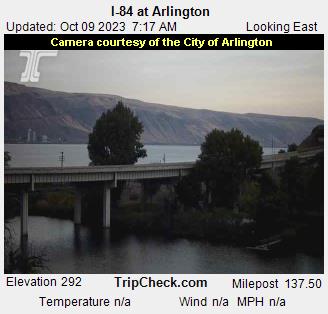 I-84 at Arlington
Updated: Oct 09 2023 7:17 AM Looking East
Camera courtesy of the City of Arlington
Elevation 292 TripCheck.com Milepost 137.50
Temperature n/a Wind n/a MPH n/a